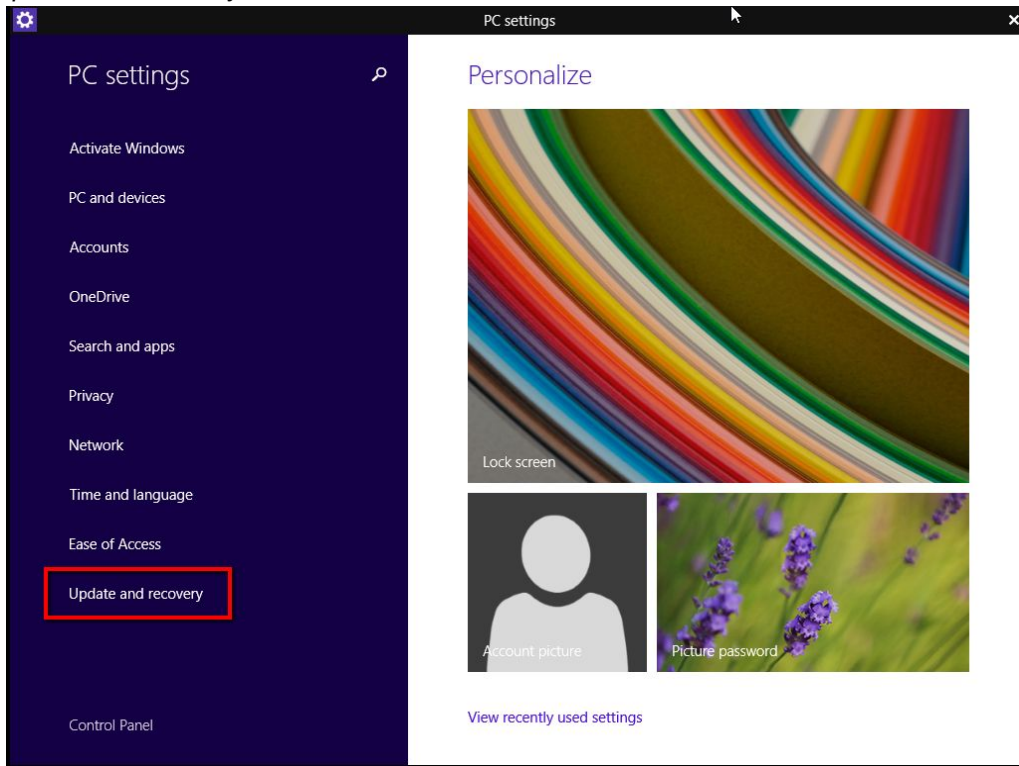 PC settings
PC settings
Activate Windows
PC and devices
Accounts
OneDrive
Search and apps
Privacy
Network
Time and language
Ease of Access
Update and recovery
Control Panel
Personalize
Lock screen
Account picture
Picture password
View recently used settings